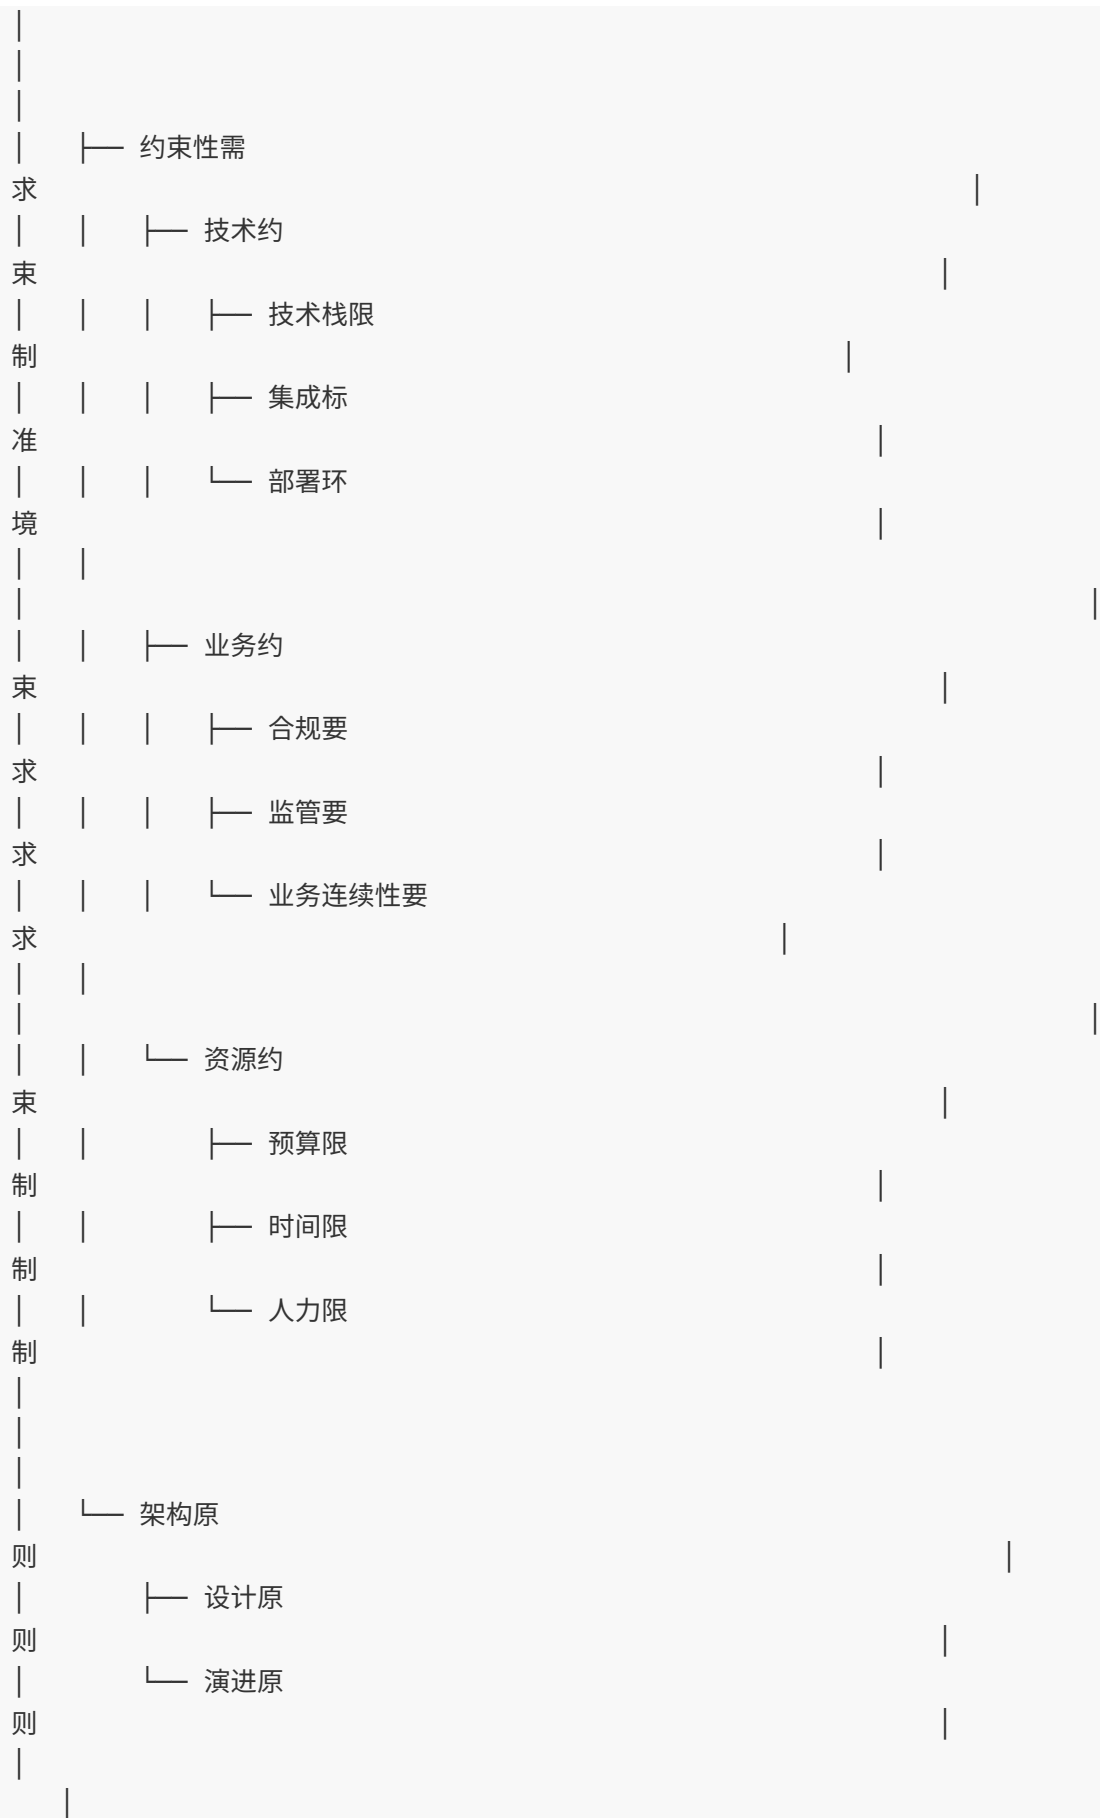 │
│
│
│   ├── 约束性需
求                                                          │
│   │   ├── 技术约
束                                                        │
│   │   │   ├── 技术栈限
制                                                  │
│   │   │   ├── 集成标
准                                                    │
│   │   │   └── 部署环
境                                                    │
│   │
│                                                                   │
│   │   ├── 业务约
束                                                        │
│   │   │   ├── 合规要
求                                                    │
│   │   │   ├── 监管要
求                                                    │
│   │   │   └── 业务连续性要
求                                              │
│   │
│                                                                   │
│   │   └── 资源约
束                                                        │
│   │       ├── 预算限
制                                                    │
│   │       ├── 时间限
制                                                    │
│   │       └── 人力限
制                                                    │
│
│
│
│   └── 架构原
则                                                            │
│       ├── 设计原
则                                                        │
│       └── 演进原
则                                                        │
│
   │